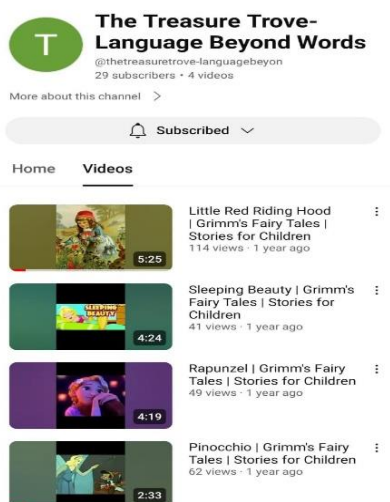 T
The Treasure Trove-
Language Beyond Words
@thetreasuretrove-languagebeyon
29 subscribers • 4 videos
More about this channel >
Subscribed
Home Videos
Little Red Riding Hood
| Grimm's Fairy Tales |
Stories for Children
114 views · 1 year ago
5:25
Sleeping Beauty | Grimm's
Fairy Tales | Stories for
Children
41 views · 1 year ago
SLEEPING
BEAUTY
4:24
Rapunzel | Grimm's Fairy
Tales | Stories for Children
49 views · 1 year ago
4:19
Pinocchio | Grimm's Fairy
Tales | Stories for Children
62 views · 1 year ago
2:33